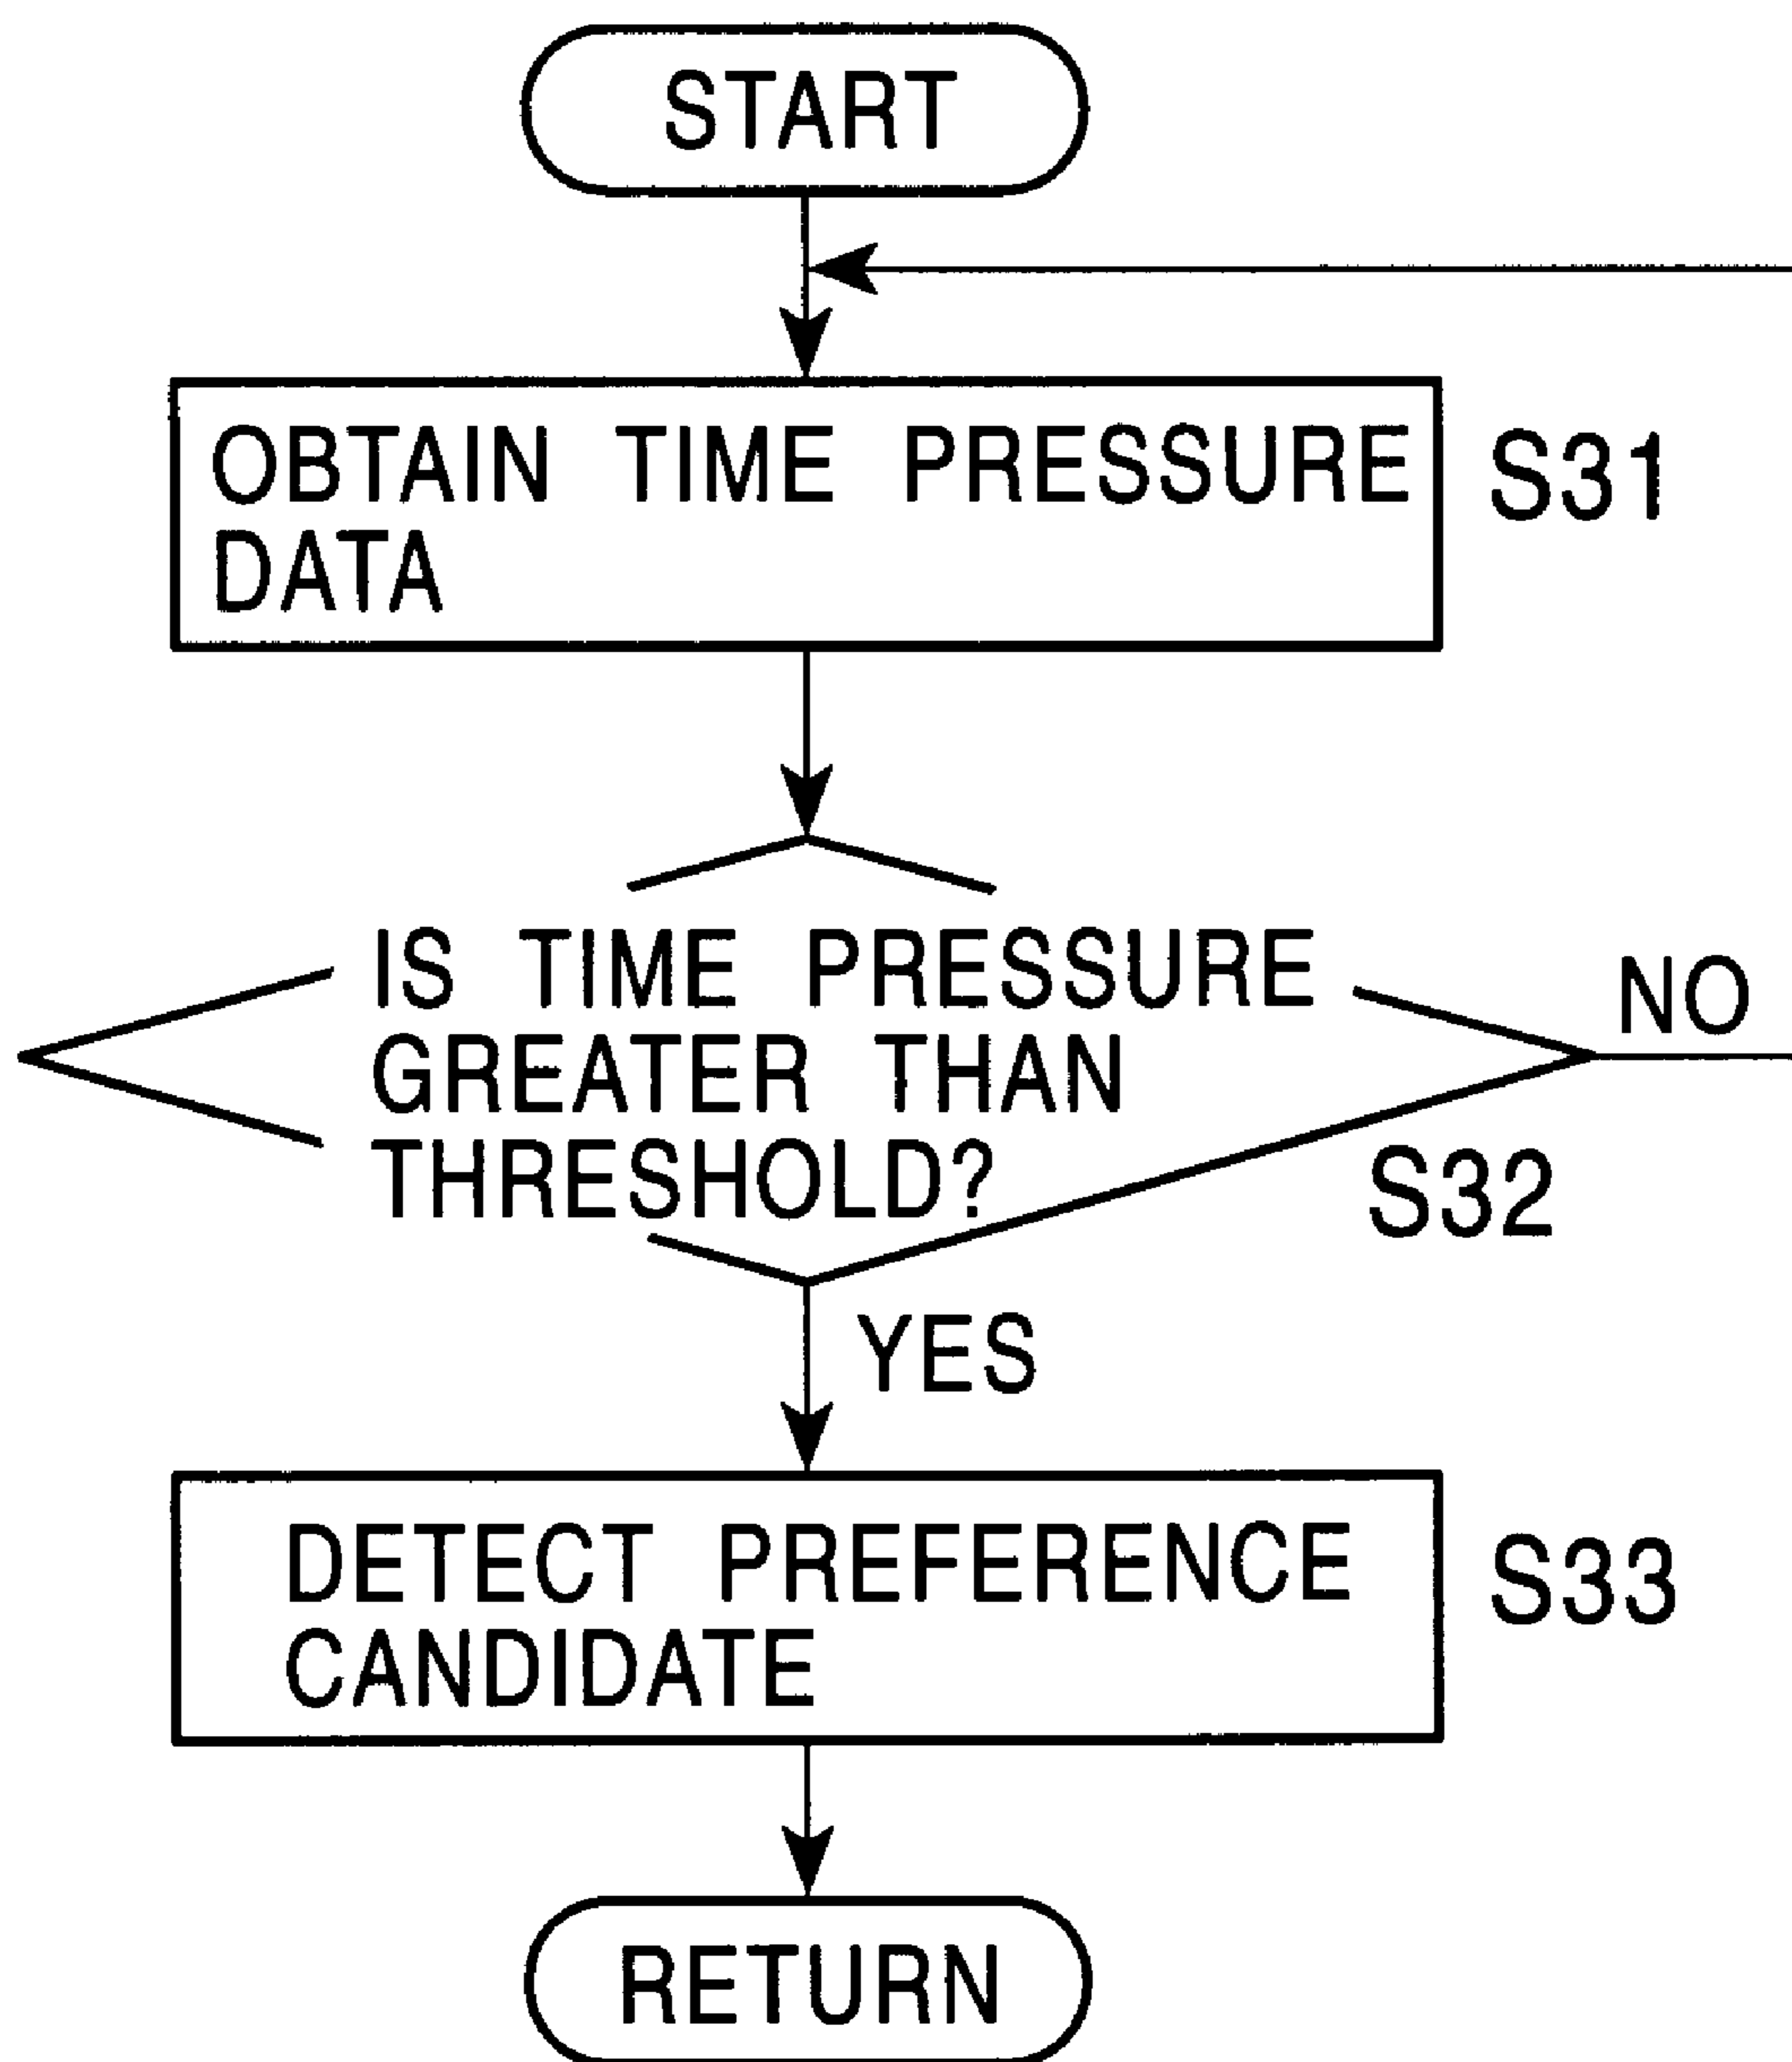 START
OBTAIN TIME PRESSURE
DATA
S31
IS TIME PRESSURE
GREATER THAN
THRESHOLD?
NO
S32
YES
DETECT PREFERENCE
CANDIDATE
S33
RETURN